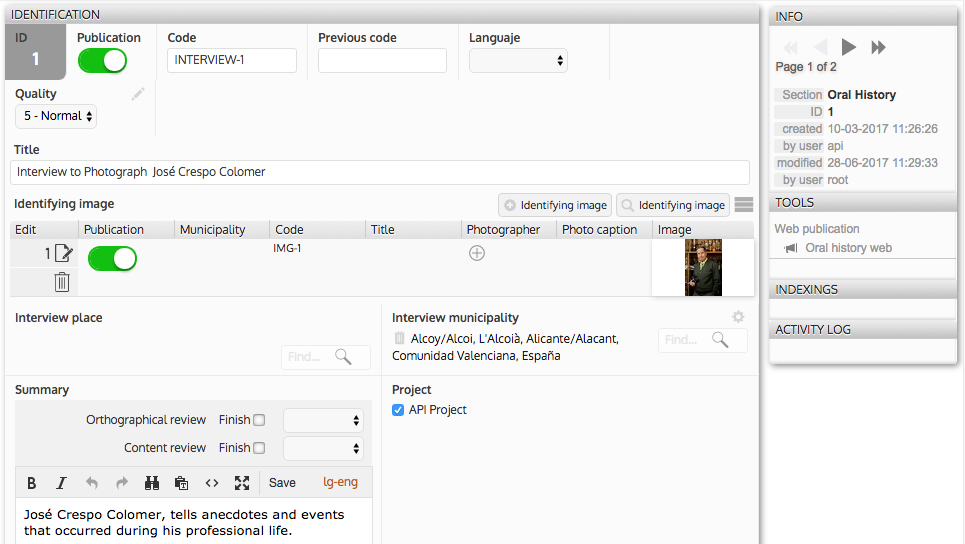 IDENTIFICATION
ID
1
Publication
Code
INTERVIEW-1
Previous code
Languaje
Quality
5 - Normal
Title
Interview to Photograph José Crespo Colomer
Identifying image
Identifying image
Identifying image
Edit
Publication
Municipality
Code
Title
Photographer
Photo caption
Image
1
IMG-1
Interview place
Find...
Interview municipality
Alcoy/Alcoi, L'Alcoià, Alicante/Alacant,
Comunidad Valenciana, España
Find...
Summary
Orthographical review Finish
Content review Finish
B I Save lg-eng
José Crespo Colomer, tells anecdotes and events
that occurred during his professional life.
Project
API Project
INFO
Page 1 of 2
Section Oral History
ID 1
created 10-03-2017 11:26:26
by user api
modified 28-06-2017 11:29:33
by user root
TOOLS
Web publication
Oral history web
INDEXINGS
ACTIVITY LOG